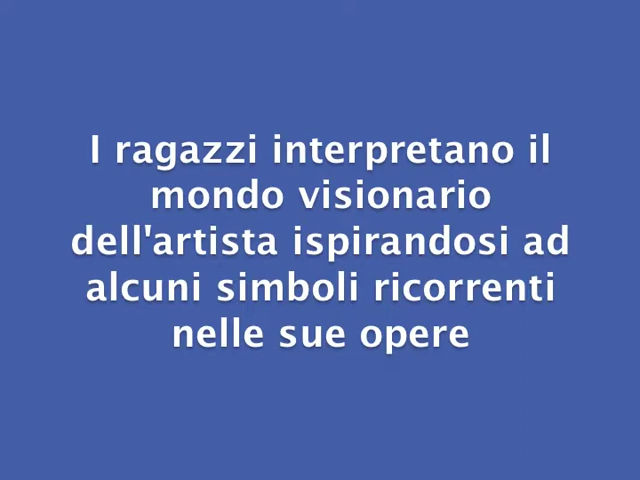 I ragazzi interpretano il
mondo visionario
dell'artista ispirandosi ad
alcuni simboli ricorrenti
nelle sue opere